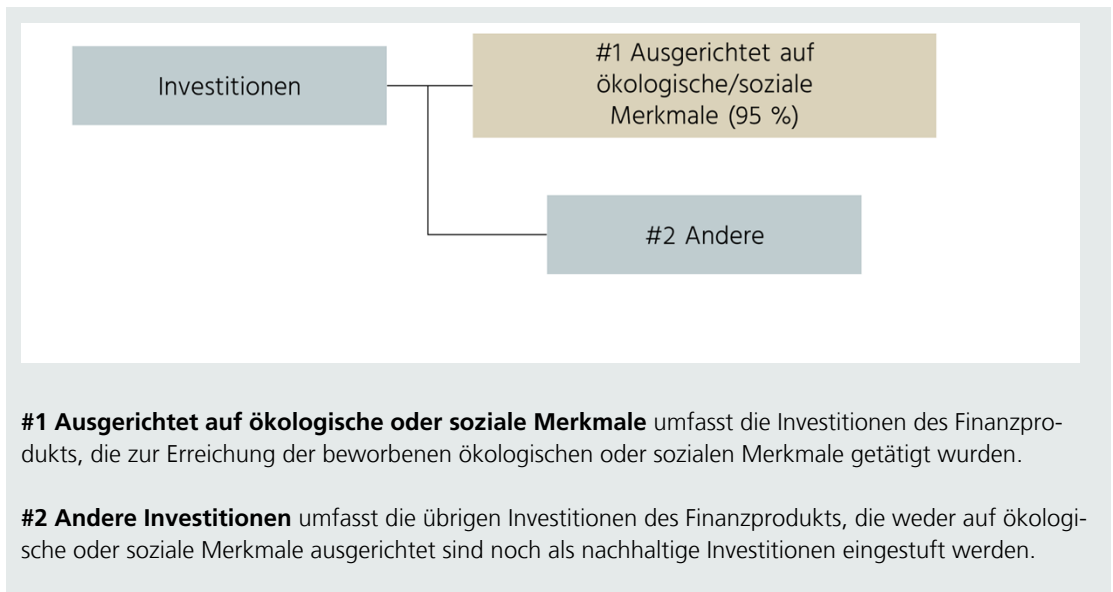 Investitionen
#1 Ausgerichtet auf
ökologische/soziale
Merkmale (95 %)
#2 Andere
#1 Ausgerichtet auf ökologische oder soziale Merkmale umfasst die Investitionen des Finanzpro-
dukts, die zur Erreichung der beworbenen ökologischen oder sozialen Merkmale getätigt wurden.
#2 Andere Investitionen umfasst die übrigen Investitionen des Finanzprodukts, die weder auf ökologi-
sche oder soziale Merkmale ausgerichtet sind noch als nachhaltige Investitionen eingestuft werden.